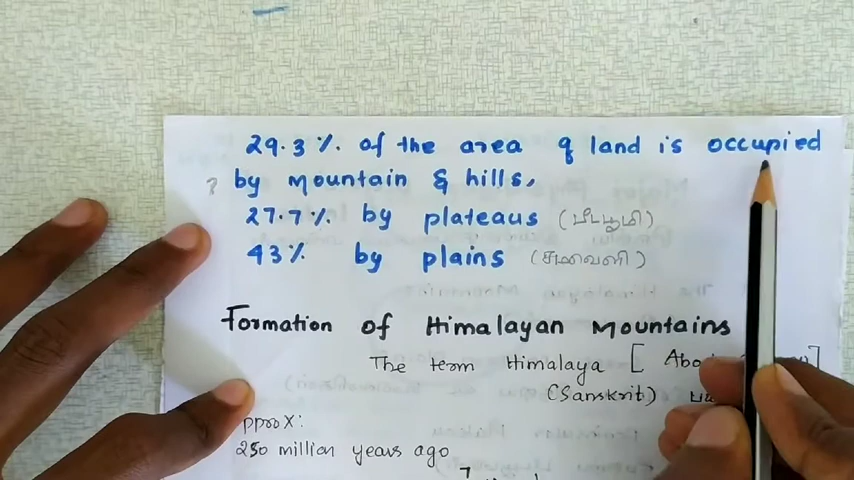 29.3 %. of the area of land is occupied
? by mountain & hills,
27.7 %. by plateaus (பீடபூமி)
43 %. by plains (சமவெளி)
Formation of Himalayan Mountains
The term Himalaya [
(Sanskrit)
pprox:
250 million years ago